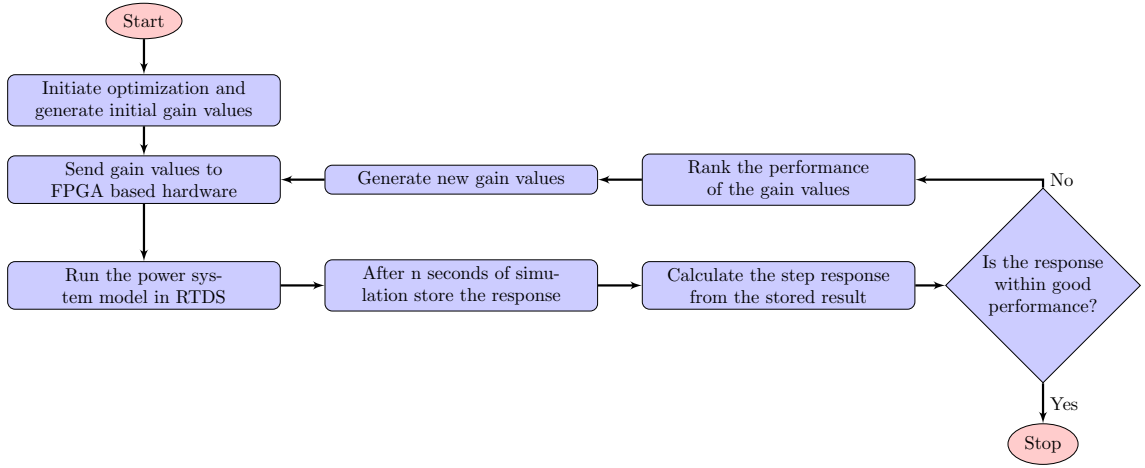 Start
Initiate optimization and
generate initial gain values
Send gain values to
FPGA based hardware
Generate new gain values
Rank the performance
of the gain values
No
Run the power sys-
tem model in RTDS
After n seconds of simu-
lation store the response
Calculate the step response
from the stored result
Is the response
within good
performance?
Yes
Stop